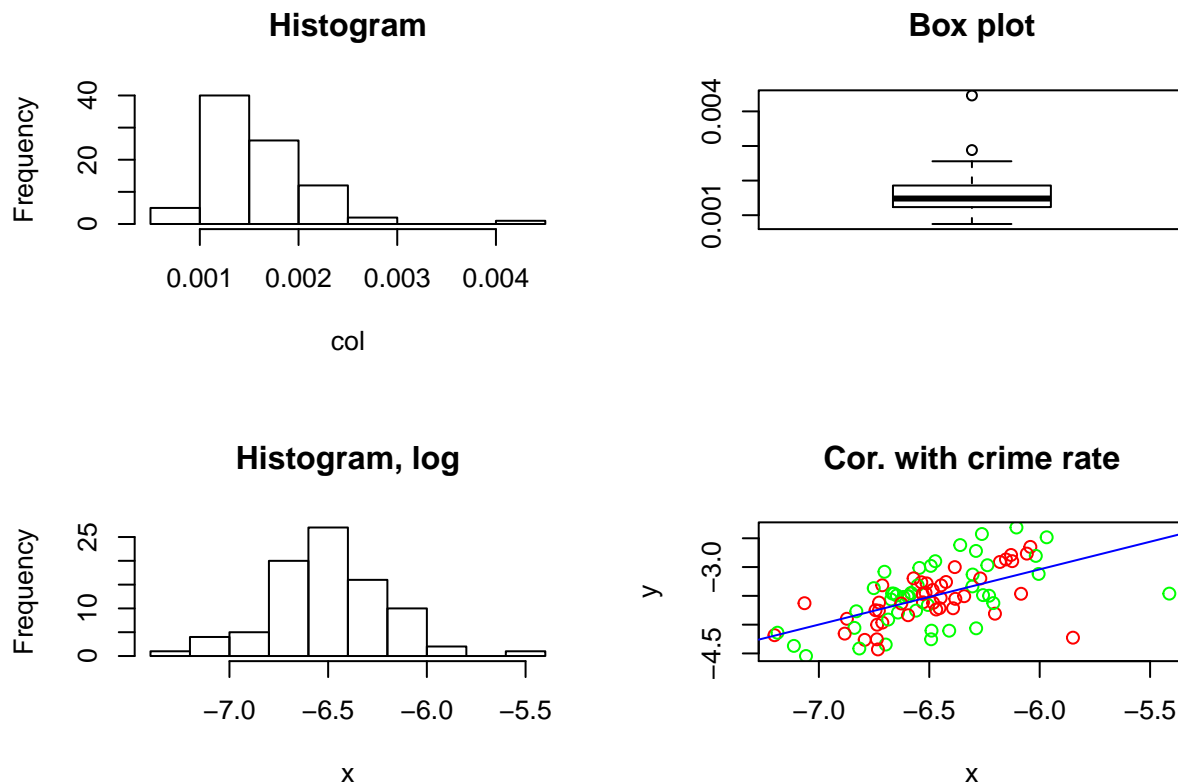 Histogram
Frequency
0 20 40
0.001 0.002 0.003 0.004
col
Box plot
0.001 0.004
Histogram, log
Frequency
0 10 25
−7.0 −6.5 −6.0 −5.5
x
Cor. with crime rate
y
−4.5 −3.0
−7.0 −6.5 −6.0 −5.5
x